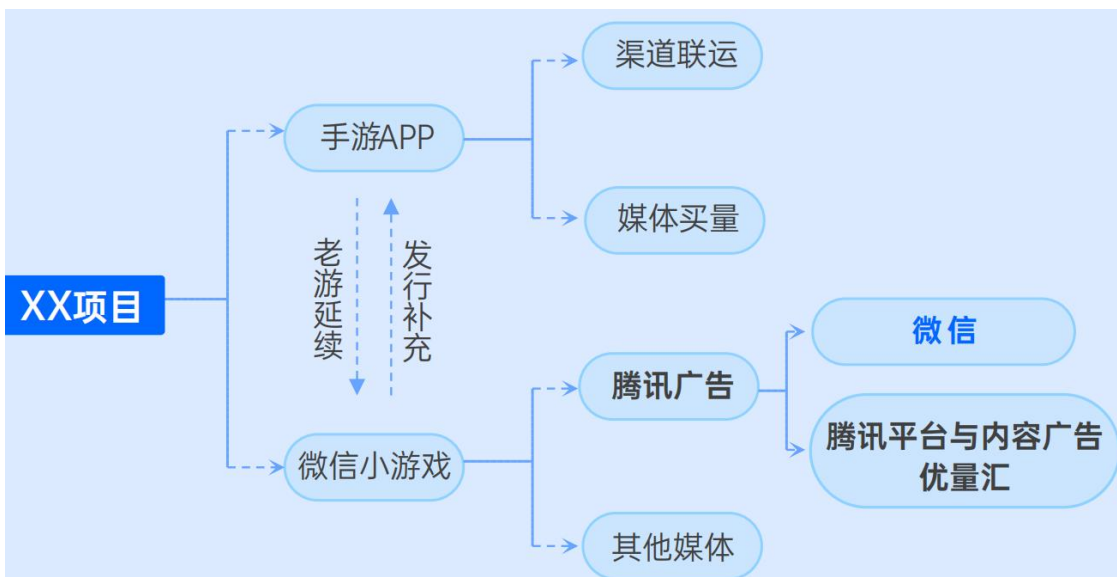 渠道联运
手游APP
媒体买量
老游延续
发行补充
XX项目
微信
腾讯广告
腾讯平台与内容广告
优量汇
微信小游戏
其他媒体